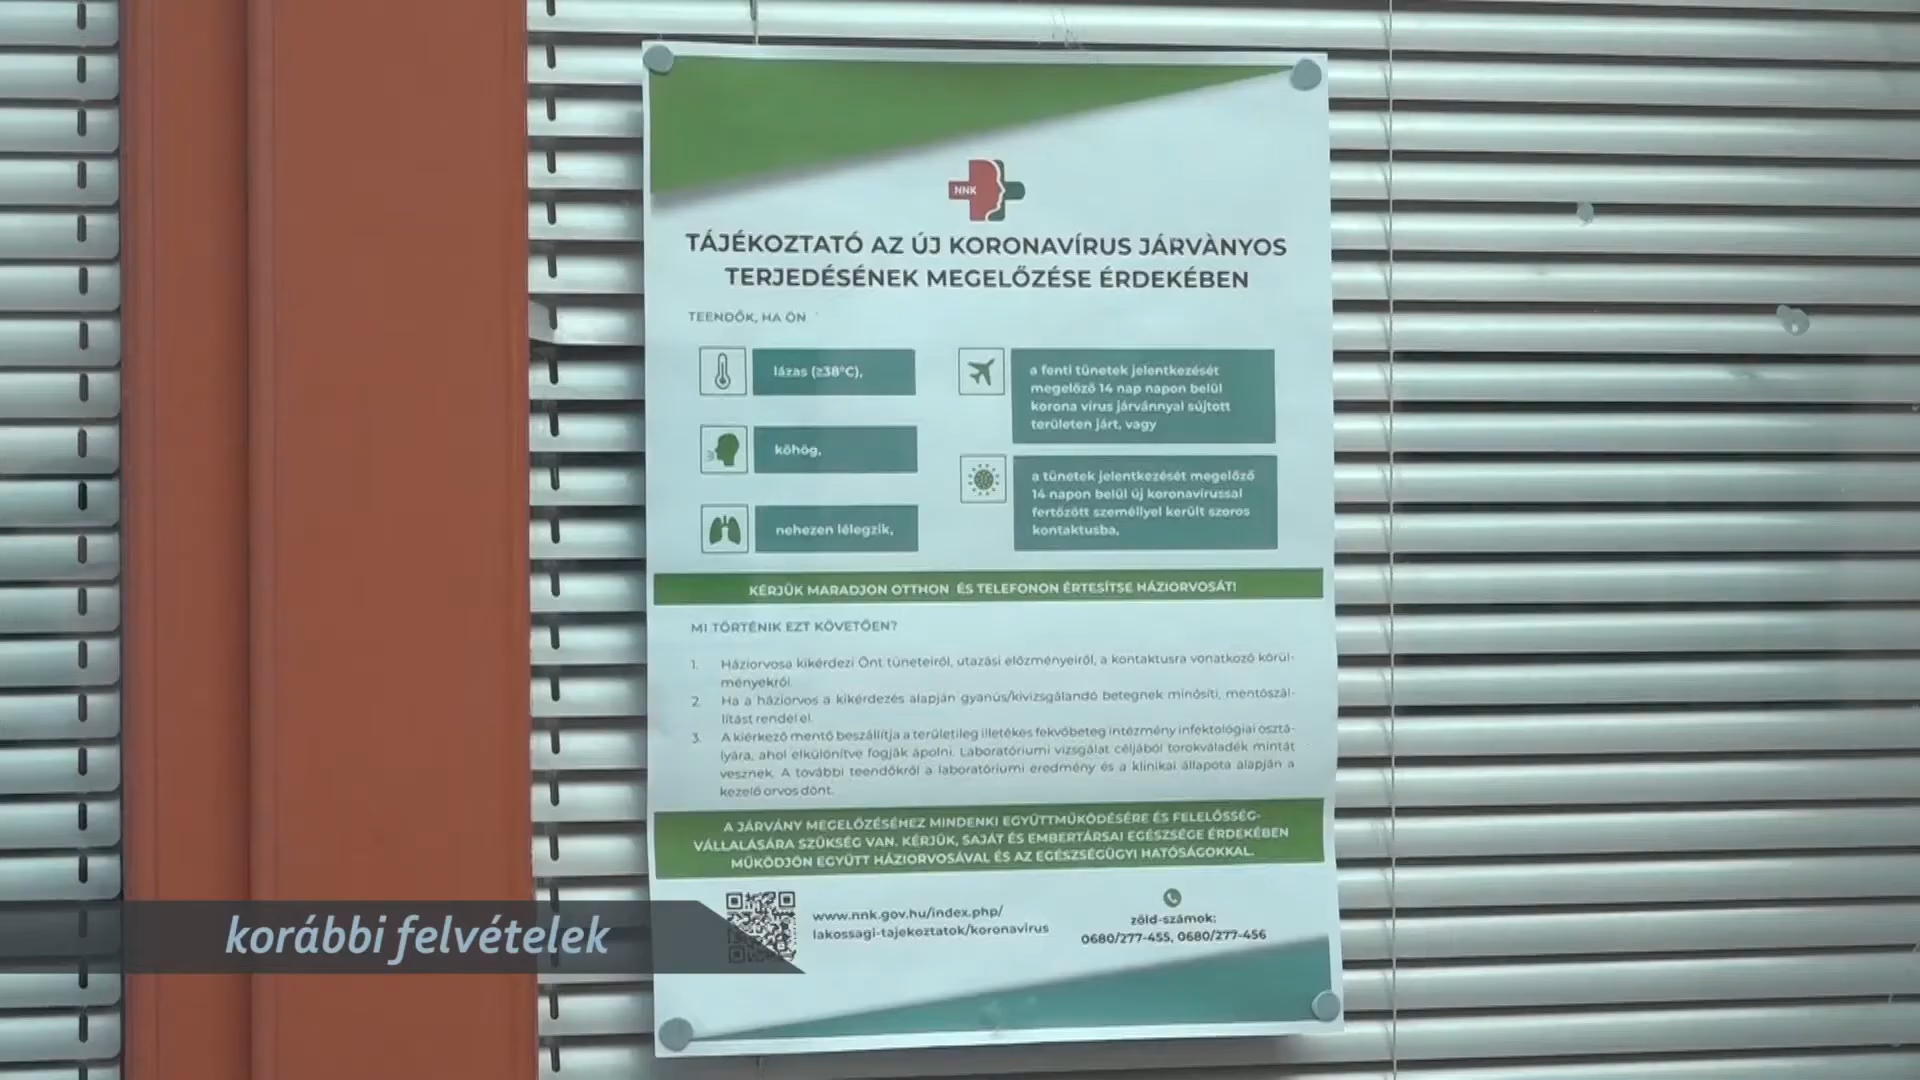 NNK
TÁJÉKOZTATÓ AZ ÚJ KORONAVÍRUS JÁRVÀNYOS
TERJEDÉSÉNEK MEGELŐZÉSE ÉRDEKÉBEN
TEENDŐK, HA ÖN
lázas (≥38°C),
köhög,
nehezen lélegzik,
a fenti tünetek jelentkezését
megelőző 14 nap napon belül
korona vírus járvánnyal sújtott
területen járt, vagy
a tünetek jelentkezését megelőző
14 napon belül új koronavírussal
fertőzött személlyel került szoros
kontaktusba,
KÉRJÜK MARADJON OTTHON ÉS TELEFONON ÉRTESÍTSE HÁZIORVOSÁT!
MI TÖRTÉNIK EZT KÖVETŐEN?
1. Háziorvosa kikérdezi Önt tüneteiről, utazási előzményeiről, a kontaktusra vonatkozó körül-
ményekről.
2. Ha a háziorvos a kikérdezés alapján gyanús/kivizsgálandó betegnek minősíti, mentőszál-
lítást rendel el.
3. A kiérkező mentő beszállítja a területileg illetékes fekvőbeteg intézmény infektológiai osztá-
lyára, ahol elkülönítve fogják ápolni. Laboratóriumi vizsgálat céljából torokváladék mintát
vesznek. A további teendőkről a laboratóriumi eredmény és a klinikai állapota alapján a
kezelő orvos dönt.
A JÁRVÁNY MEGELŐZÉSÉHEZ MINDENKI EGYÜTTMŰKÖDÉSÉRE ÉS FELELŐSSÉG-
VÁLLALÁSÁRA SZÜKSÉG VAN. KÉRJÜK, SAJÁT ÉS EMBERTÁRSAI EGÉSZSÉGE ÉRDEKÉBEN
MŰKÖDJÖN EGYÜTT HÁZIORVOSÁVAL ÉS AZ EGÉSZSÉGÜGYI HATÓSÁGOKKAL.
www.nnk.gov.hu/index.php/
lakossagi-tajekoztatok/koronavirus
zöld-számok:
0680/277-455, 0680/277-456
korábbi felvételek